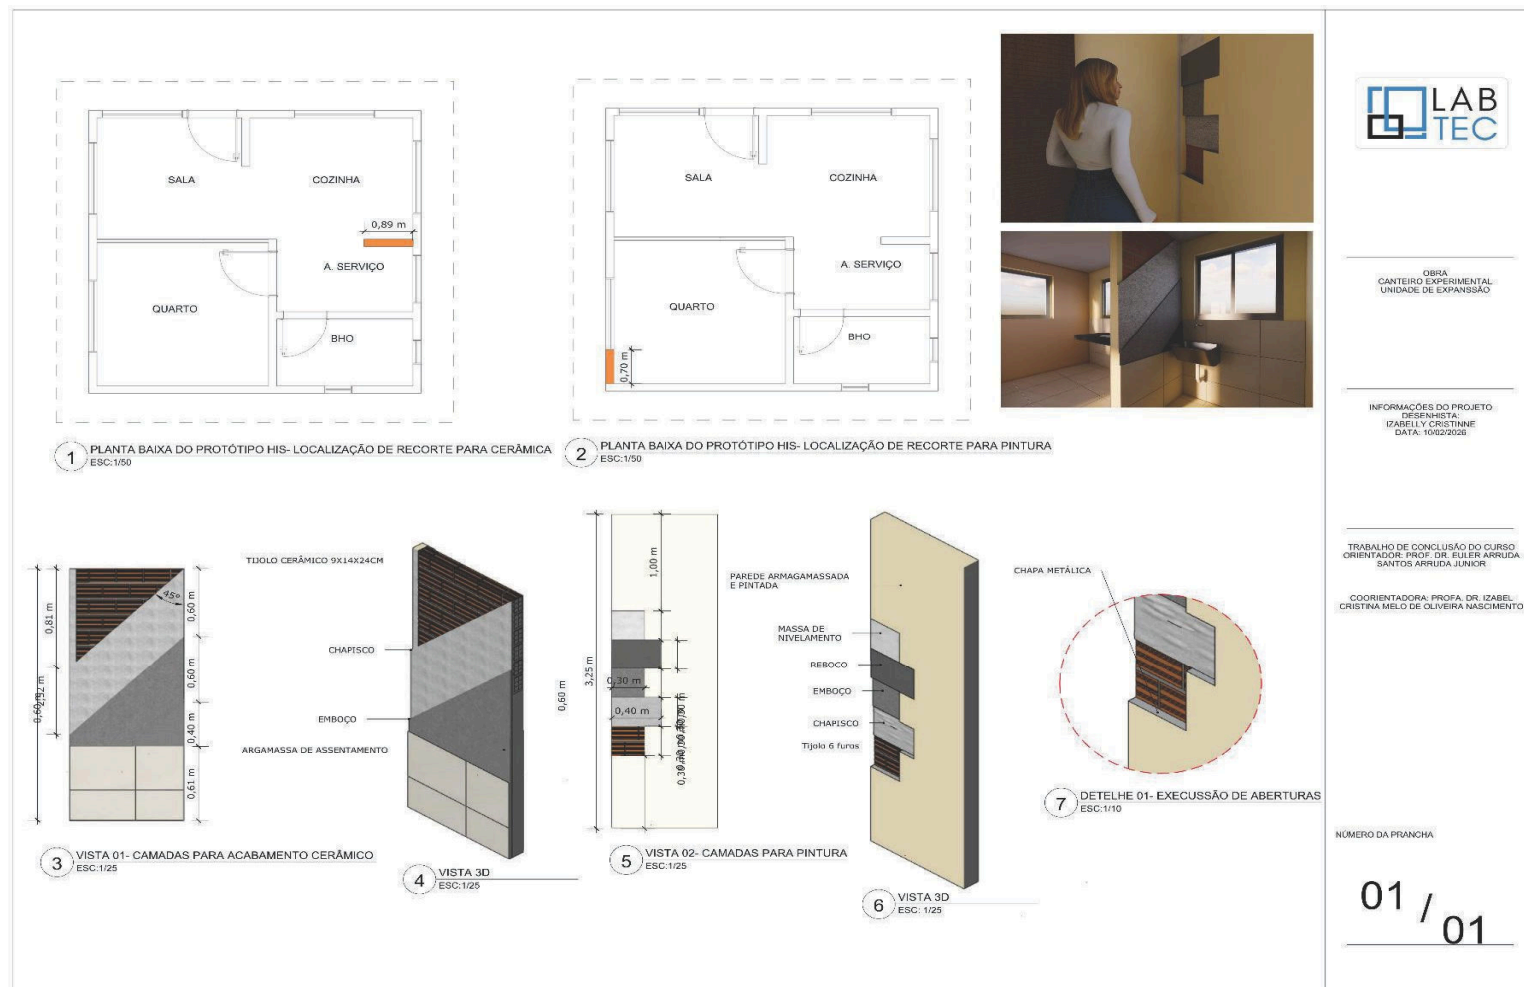 SALA
COZINHA
0,89 m
A. SERVIÇO
QUARTO
BHO
1
PLANTA BAIXA DO PROTÓTIPO HIS- LOCALIZAÇÃO DE RECORTE PARA CERÂMICA
ESC:1/50
SALA
COZINHA
A. SERVIÇO
QUARTO
BHO
0,70 m
2
PLANTA BAIXA DO PROTÓTIPO HIS- LOCALIZAÇÃO DE RECORTE PARA PINTURA
ESC:1/50
0,81 m
45º
0,60 m
0,60 m
0,40 m
0,61 m
3
VISTA 01- CAMADAS PARA ACABAMENTO CERÂMICO
ESC:1/25
TIJOLO CERÂMICO 9X14X24CM
CHAPISCO
EMBOÇO
ARGAMASSA DE ASSENTAMENTO
4
VISTA 3D
ESC:1/25
0,60 m
3,25 m
1,00 m
0,30 m
0,40 m
5
VISTA 02- CAMADAS PARA PINTURA
ESC:1/25
PAREDE ARMAGAMASSADA
E PINTADA
MASSA DE
NIVELAMENTO
REBOCO
EMBOÇO
CHAPISCO
Tijolo 6 furos
6
VISTA 3D
ESC: 1/25
CHAPA METÁLICA
7
DETELHE 01- EXECUSSÃO DE ABERTURAS
ESC:1/10
LAB
TEC
OBRA
CANTEIRO EXPERIMENTAL
UNIDADE DE EXPANSSÃO
INFORMAÇÕES DO PROJETO
DESENHISTA:
IZABELLY CRISTINNE
DATA: 10/02/2026
TRABALHO DE CONCLUSÃO DO CURSO
ORIENTADOR: PROF. DR. EULER ARRUDA
SANTOS ARRUDA JUNIOR
COORIENTADORA: PROFA. DR. IZABEL
CRISTINA MELO DE OLIVEIRA NASCIMENTO
NÚMERO DA PRANCHA
01 / 01